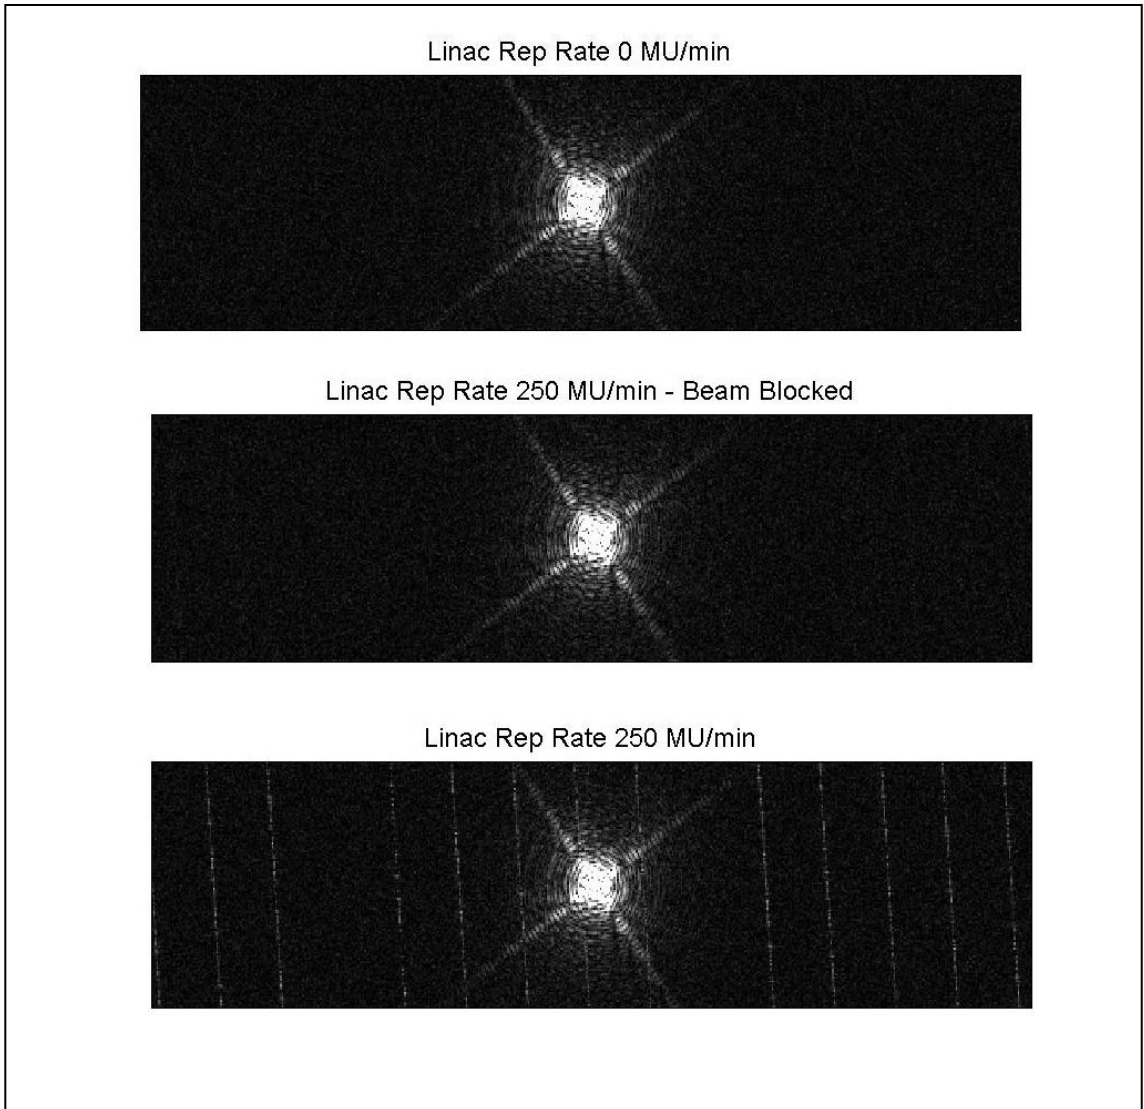 Linac Rep Rate 0 MU/min
Linac Rep Rate 250 MU/min - Beam Blocked
Linac Rep Rate 250 MU/min